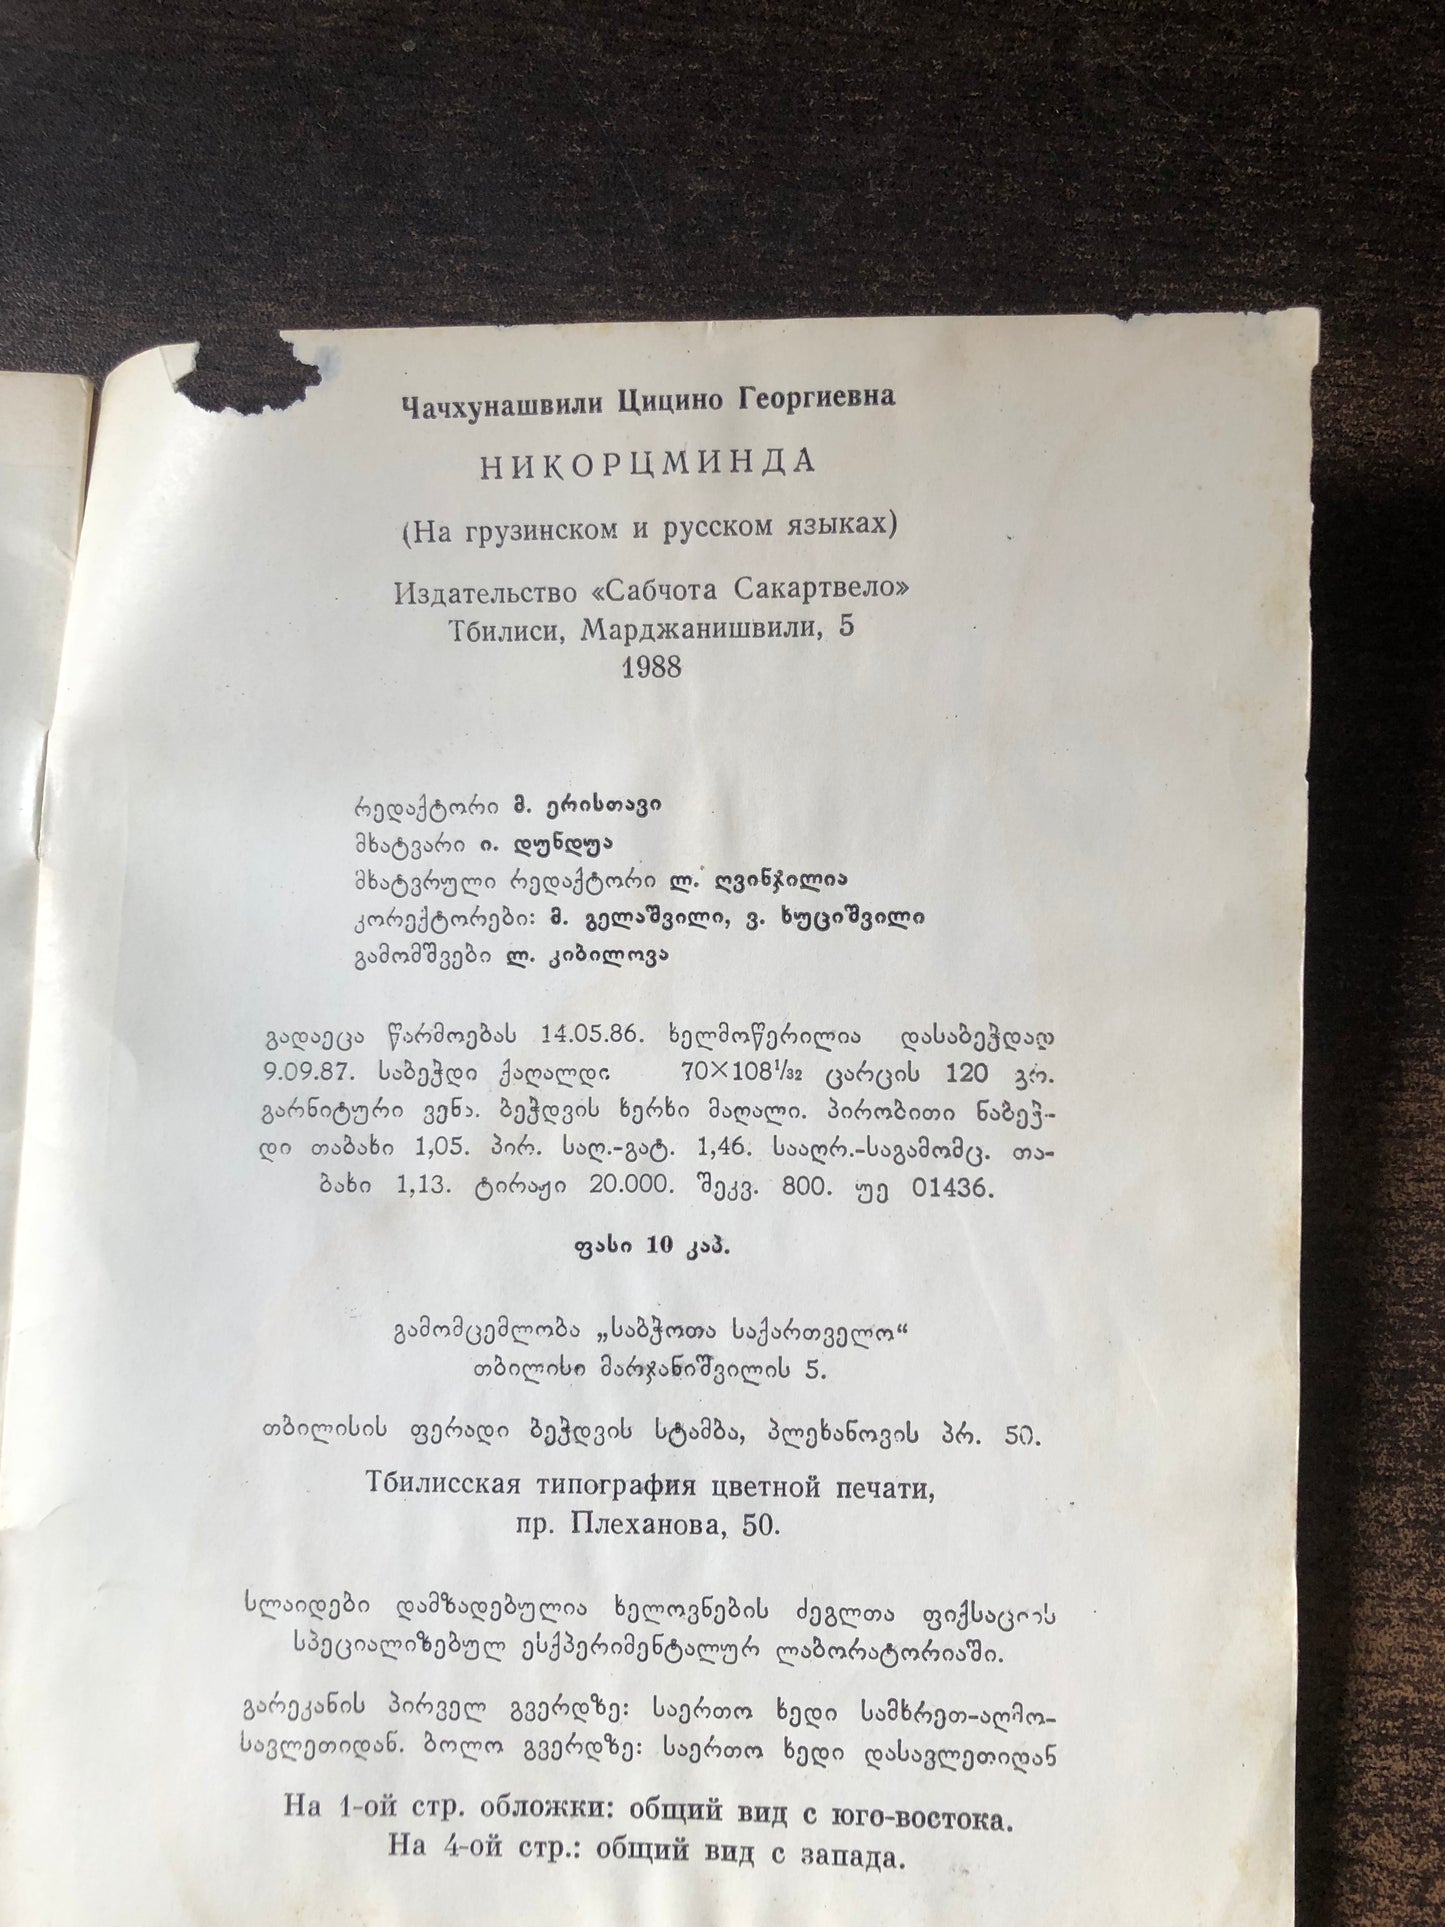 Чачхунашвили Цицино Георгиевна
НИКОРЦМИНДА
(На грузинском и русском языках)
Издательство «Сабчота Сакартвело»
Тбилиси, Марджанишвили, 5
1988
რედაქტორი მ. ერისთავი
მხატვარი ი. დუნდუა
მხატვრული რედაქტორი ლ. ღვინჯილია
კორექტორები: მ. გელაშვილი, ვ. ხუციშვილი
გამომშვები ლ. კიბილოვა
გადაეცა წარმოებას 14.05.86. ხელმოწერილია დასაბეჭდად
9.09.87. საბეჭდი ქაღალდი 70×108¹/₃₂ ცარცის 120 გრ.
გარნიტური ვენა. ბეჭდვის ხერხი მაღალი. პირობითი ნაბეჭ-
დი თაბახი 1,05. პირ. საღ.-გატ. 1,46. სააღრ.-საგამომც. თა-
ბახი 1,13. ტირაჟი 20.000. შეკვ. 800. უე 01436.
ფასი 10 კაპ.
გამომცემლობა „საბჭოთა საქართველო“
თბილისი მარჯანიშვილის 5.
თბილისის ფერადი ბეჭდვის სტამბა, პლეხანოვის პრ. 50.
Тбилисская типография цветной печати,
пр. Плеханова, 50.
სლაიდები დამზადებულია ხელოვნების ძეგლთა ფიქსაციის
სპეციალიზებულ ესქპერიმენტალურ ლაბორატორიაში.
გარეკანის პირველ გვერდზე: საერთო ხედი სამხრეთ-აღმო-
სავლეთიდან. ბოლო გვერდზე: საერთო ხედი დასავლეთიდან
На 1-ой стр. обложки: общий вид с юго-востока.
На 4-ой стр.: общий вид с запада.